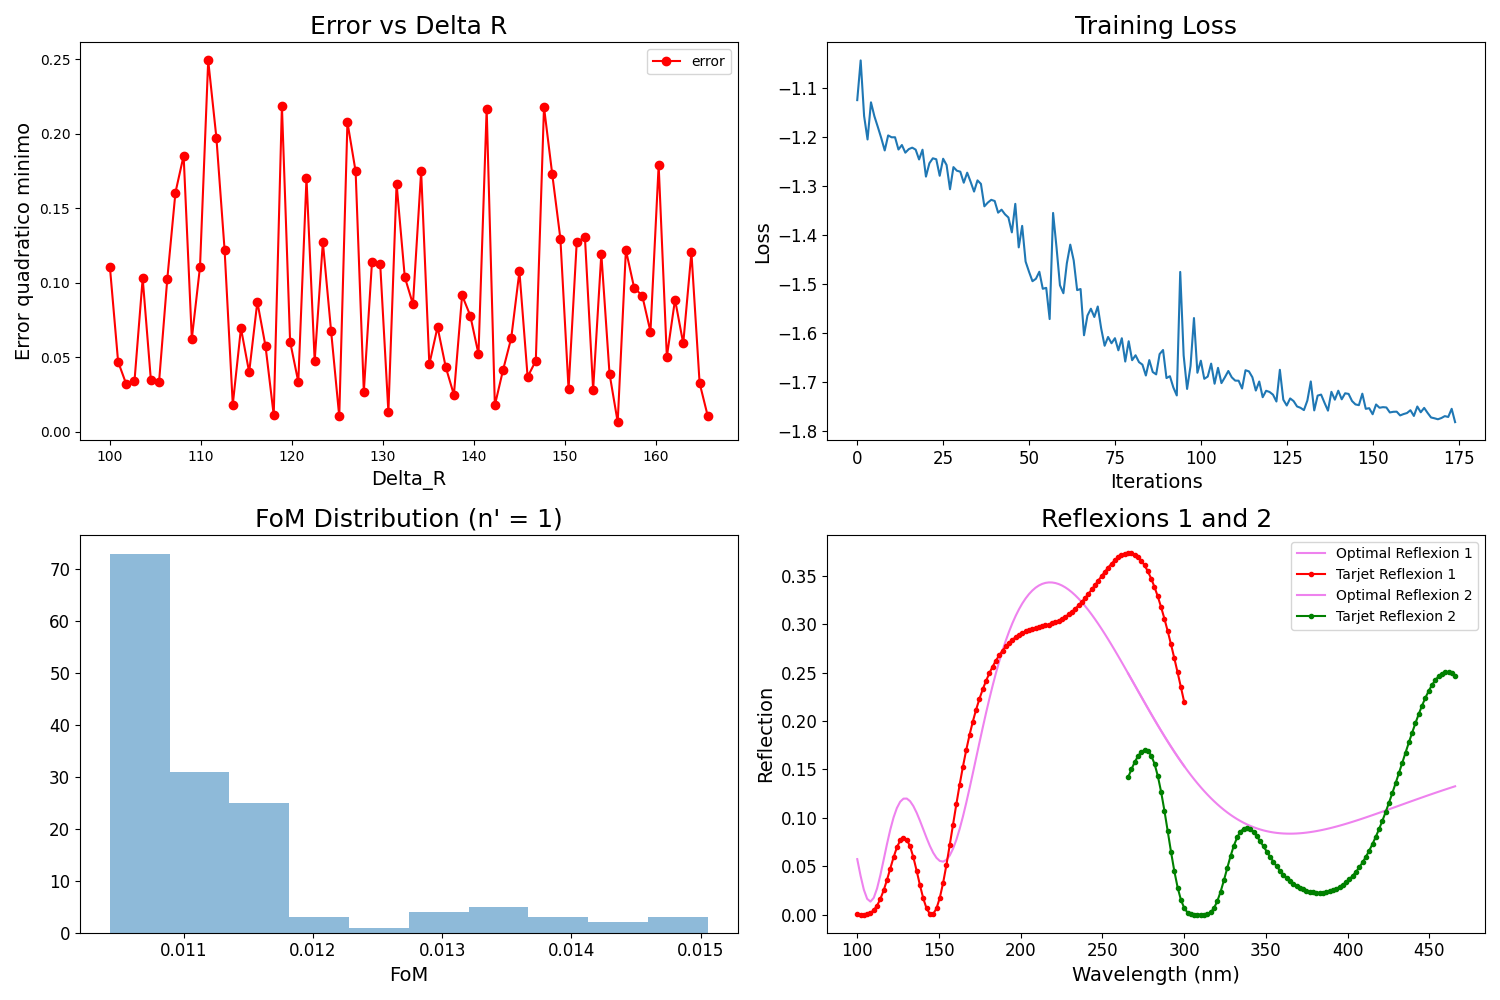 Error vs Delta R
0.25
0.20
0.15
0.10
0.05
0.00
Error quadratico minimo
error
100 110 120 130 140 150 160
Delta_R
Training Loss
−1.1
−1.2
−1.3
−1.4
−1.5
−1.6
−1.7
−1.8
Loss
0 25 50 75 100 125 150 175
Iterations
FoM Distribution (n' = 1)
70
60
50
40
30
20
10
0
0.011 0.012 0.013 0.014 0.015
FoM
Reflexions 1 and 2
0.35
0.30
0.25
0.20
0.15
0.10
0.05
0.00
Reflection
Optimal Reflexion 1
Tarjet Reflexion 1
Optimal Reflexion 2
Tarjet Reflexion 2
100 150 200 250 300 350 400 450
Wavelength (nm)